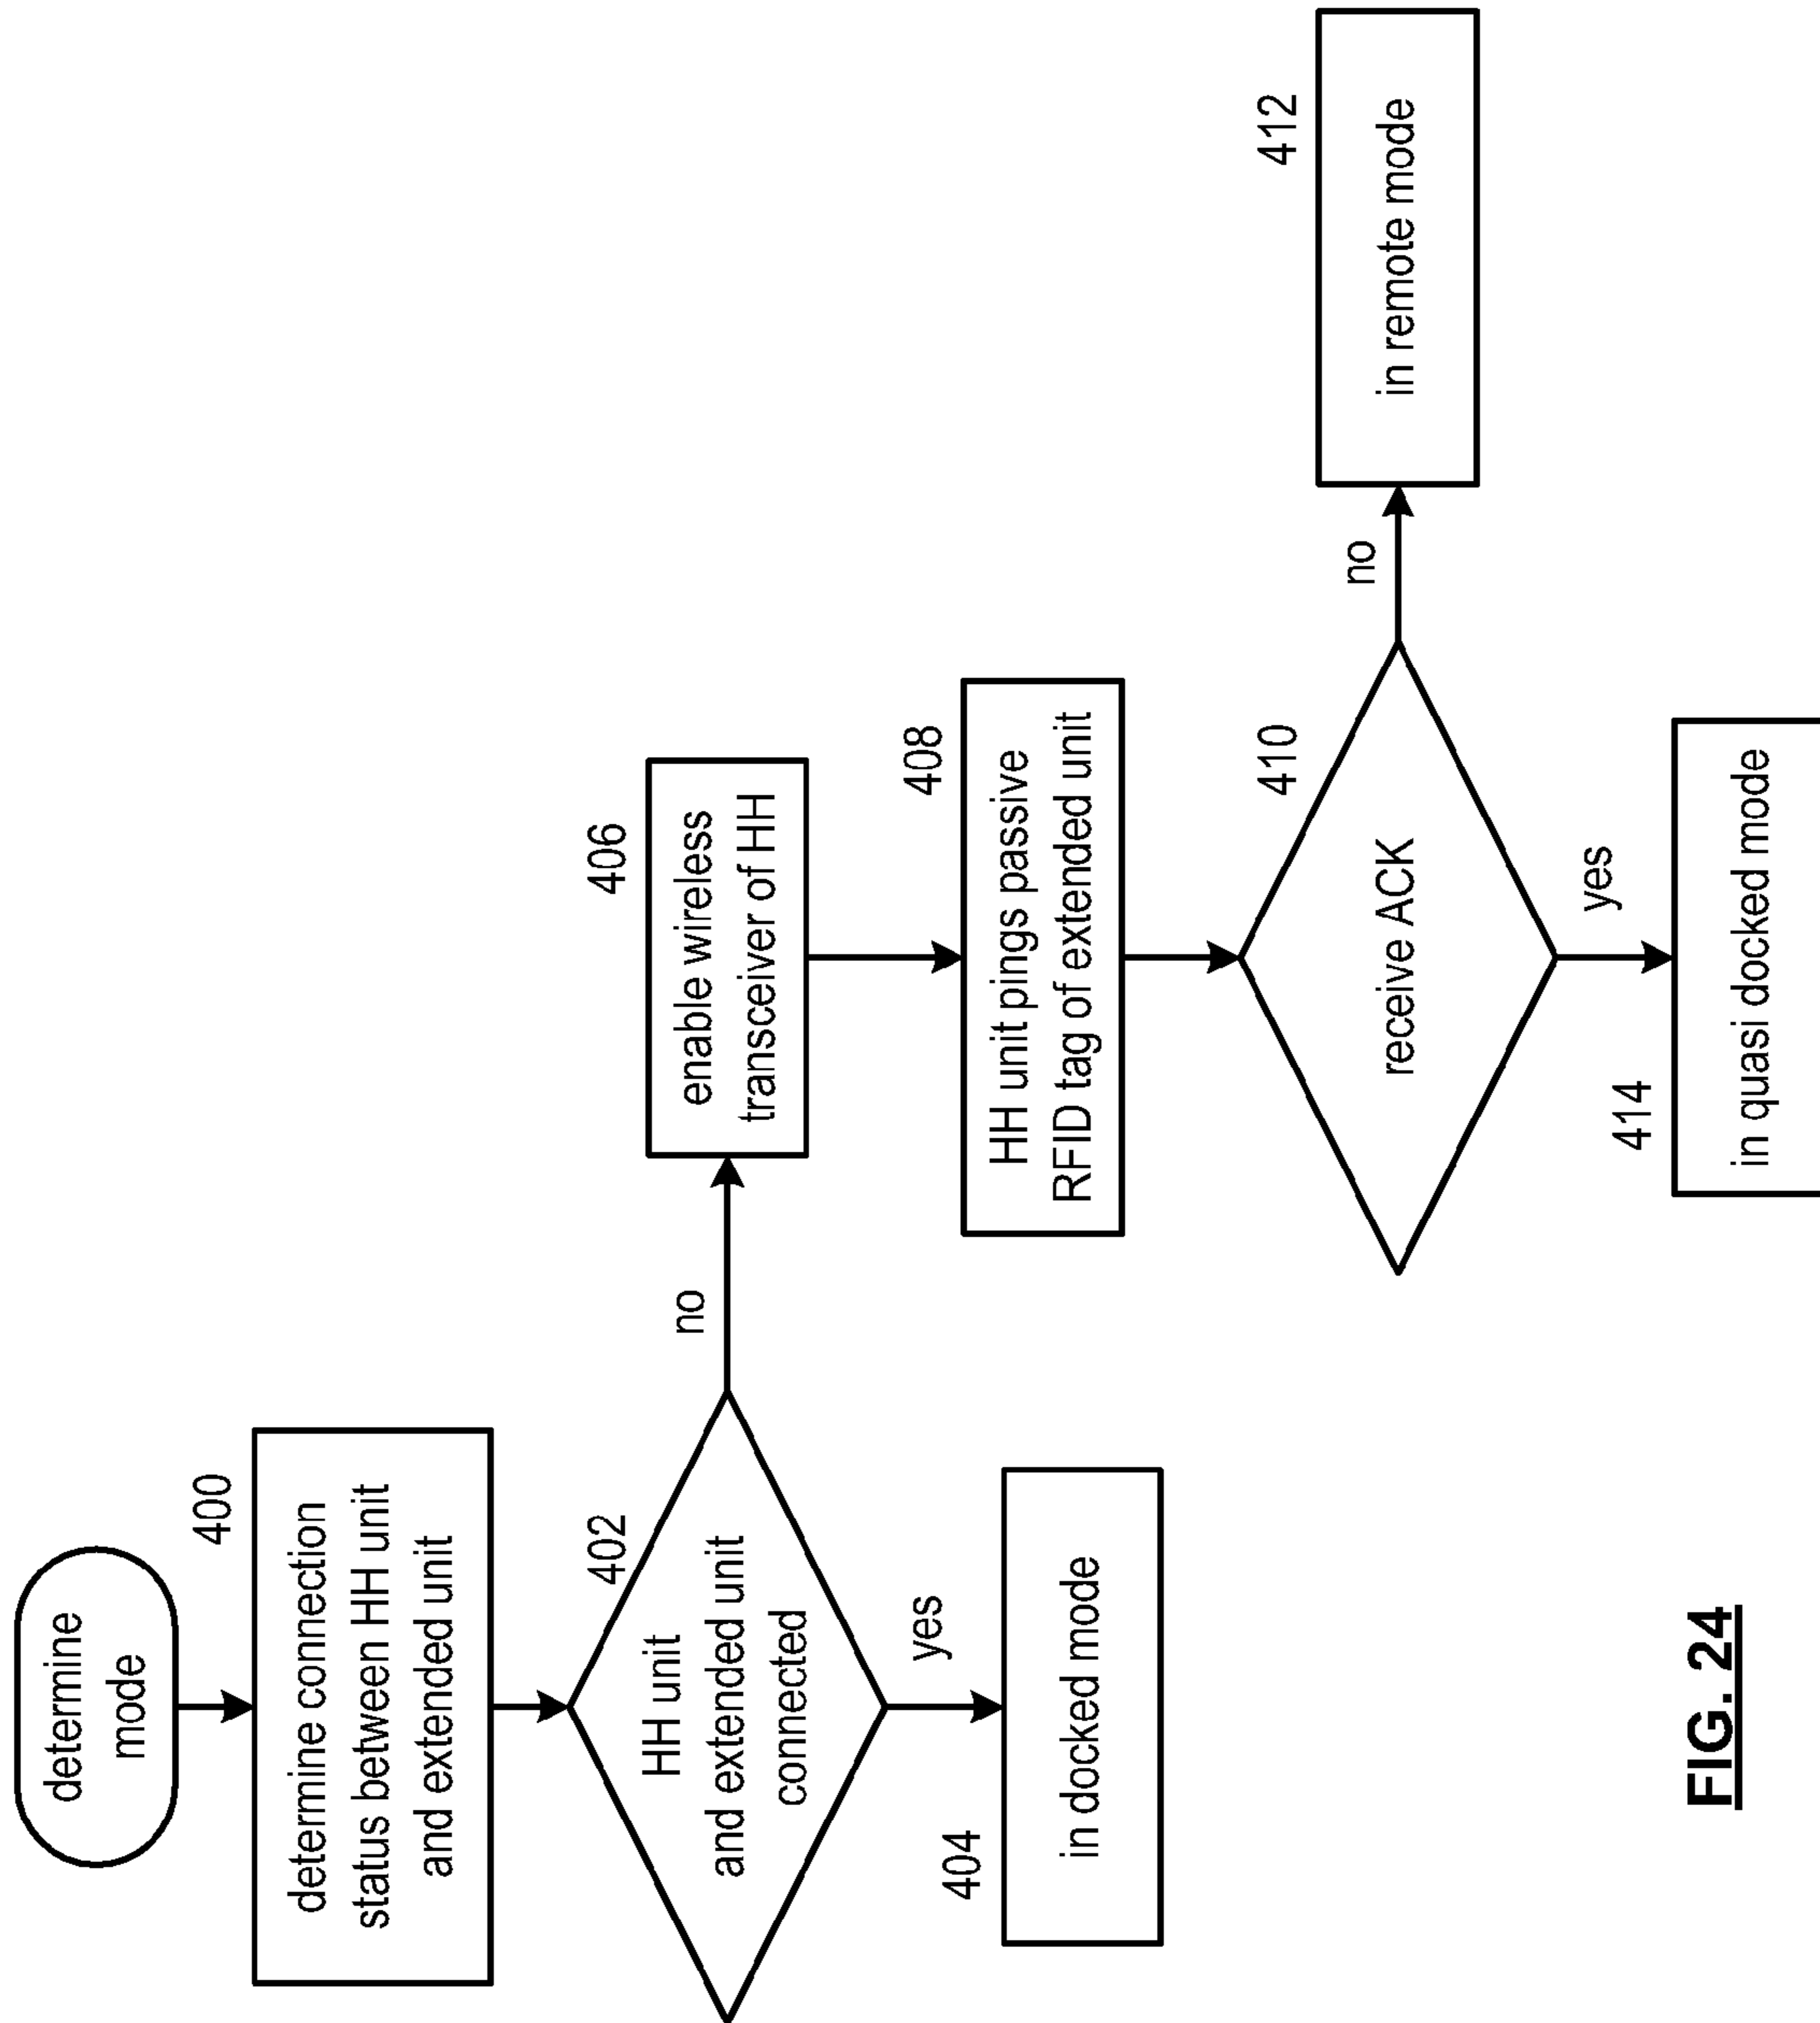 determine
mode
400
determine connection
status between HH unit
and extended unit
402
HH unit
and extended unit
connected
yes
404
in docked mode
no
406
enable wireless
transceiver of HH
408
HH unit pings passive
RFID tag of extended unit
410
receive ACK
no
412
in remote mode
yes
414
in quasi docked mode
FIG. 24